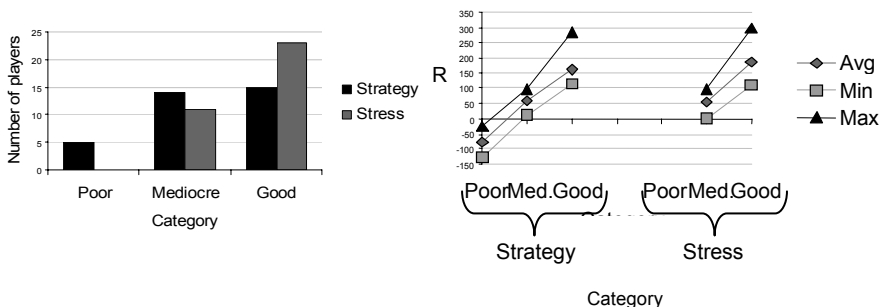 25
20
15
10
5
0
Number of players
Poor
Mediocre
Good
Category
Strategy
Stress
350
300
250
200
150
100
50
0
-50
-100
-150
R
PoorMed.Good
PoorMed.Good
Strategy
Stress
Category
Avg
Min
Max